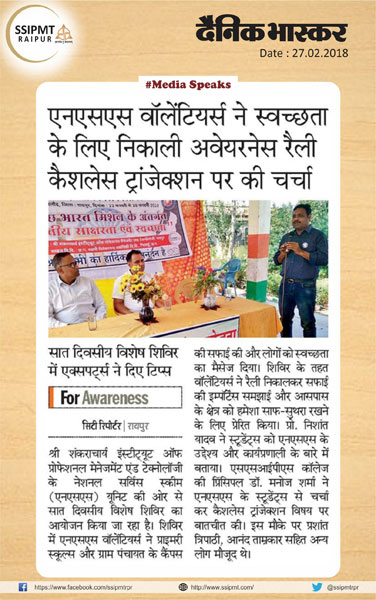 SSIPMT
RAIPUR
दैनिक भास्कर
Date : 27.02.2018
#Media Speaks
एनएसएस वॉलेंटियर्स ने स्वच्छता
के लिए निकाली अवेयरनेस रैली
कैशलेस ट्रांजेक्शन पर की चर्चा
भारत मिशन के अंतर्गत
साक्षरता एवं स्वच्छता
का हार्दिक
सात दिवसीय विशेष शिविर
में एक्सपर्ट्स ने दिए टिप्स
For Awareness
सिटी रिपोर्टर | रायपुर
श्री शंकराचार्य इंस्टीट्यूट ऑफ
प्रोफेशनल मेनेजमेंट एंड टेक्नोलॉजी
के नेशनल सर्विस स्कीम
(एनएसएस) यूनिट की ओर से
सात दिवसीय विशेष शिविर का
आयोजन किया जा रहा है। शिविर
में एनएसएस वॉलेंटियर्स ने प्राइमरी
स्कूल्स और ग्राम पंचायत के कैंपस
की सफाई की और लोगों को स्वच्छता
का मैसेज दिया। शिविर के तहत
वॉलेंटियर्स ने रैली निकालकर सफाई
की इम्पॉर्टेंस समझाई और आसपास
के क्षेत्र को हमेशा साफ-सुथरा रखने
के लिए प्रेरित किया। प्रो. निशांत
यादव ने स्टूडेंट्स को एनएसएस के
उद्देश्य और कार्यप्रणाली के बारे में
बताया। एसएसआईपीएस कॉलेज
की प्रिंसिपल डॉ. मनोज शर्मा ने
एनएसएस के स्टूडेंट्स से चर्चा
कर कैशलेस ट्रांजेक्शन विषय पर
बातचीत की। इस मौके पर प्रशांत
त्रिपाठी, आनंद ताम्रकार सहित अन्य
लोग मौजूद थे।
https://www.facebook.com/ssipmtrpr
http://www.ssipmt.com/
@ssipmtrpr